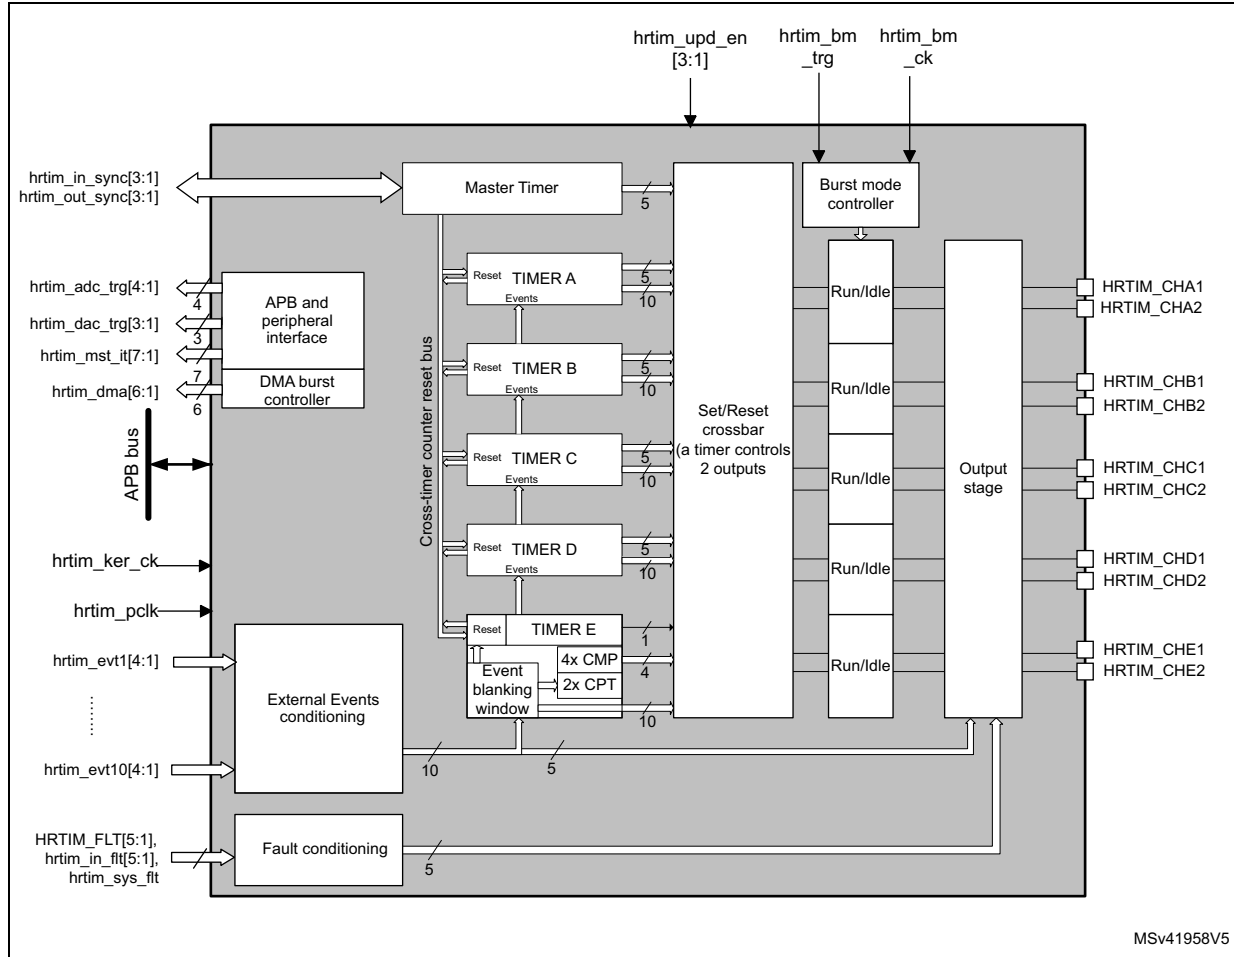 hrtim_upd_en
[3:1]
hrtim_bm
_trg
hrtim_bm
_ck
hrtim_in_sync[3:1]
hrtim_out_sync[3:1]
Master Timer
5
Burst mode
controller
hrtim_adc_trg[4:1]
4
hrtim_dac_trg[3:1]
3
hrtim_mst_it[7:1]
7
hrtim_dma[6:1]
6
APB and
peripheral
interface
DMA burst
controller
APB bus
Cross-timer counter reset bus
Reset
TIMER A
Events
5
10
Reset
TIMER B
Events
5
10
Reset
TIMER C
Events
5
10
Reset
TIMER D
Events
5
10
Reset
TIMER E
1
4x CMP
4
2x CPT
Event
blanking
window
10
Set/Reset
crossbar
(a timer controls
2 outputs
Run/Idle
Run/Idle
Run/Idle
Run/Idle
Run/Idle
Output
stage
HRTIM_CHA1
HRTIM_CHA2
HRTIM_CHB1
HRTIM_CHB2
HRTIM_CHC1
HRTIM_CHC2
HRTIM_CHD1
HRTIM_CHD2
HRTIM_CHE1
HRTIM_CHE2
hrtim_ker_ck
hrtim_pclk
hrtim_evt1[4:1]
........
hrtim_evt10[4:1]
External Events
conditioning
10
5
HRTIM_FLT[5:1],
hrtim_in_flt[5:1],
hrtim_sys_flt
Fault conditioning
5
MSv41958V5